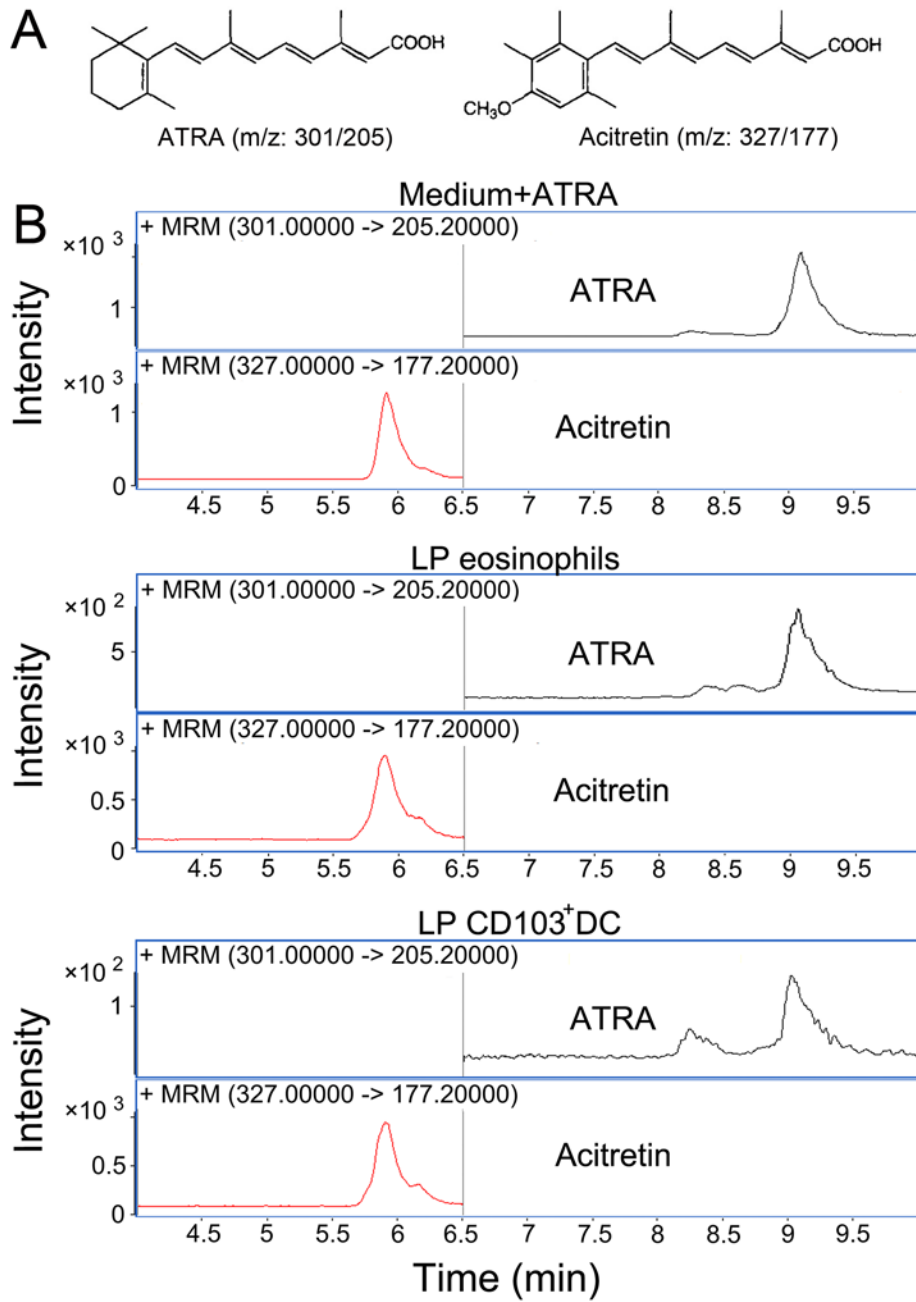 A
COOH
COOH
CH₃O
ATRA (m/z: 301/205)
Acitretin (m/z: 327/177)
B
Medium+ATRA
+ MRM (301.00000 -> 205.20000)
×10 ³
1
ATRA
Intensity
+ MRM (327.00000 -> 177.20000)
×10 ³
1
0
Acitretin
4.5 5 5.5 6 6.5 7 7.5 8 8.5 9 9.5
LP eosinophils
+ MRM (301.00000 -> 205.20000)
×10 ²
5
ATRA
Intensity
+ MRM (327.00000 -> 177.20000)
×10 ³
0.5
0
Acitretin
4.5 5 5.5 6 6.5 7 7.5 8 8.5 9 9.5
LP CD103⁺DC
+ MRM (301.00000 -> 205.20000)
×10 ²
1
ATRA
Intensity
+ MRM (327.00000 -> 177.20000)
×10 ³
0.5
0
Acitretin
4.5 5 5.5 6 6.5 7 7.5 8 8.5 9 9.5
Time (min)